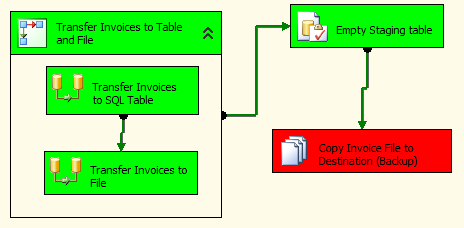 Transfer Invoices to Table
and File
Transfer Invoices
to SQL Table
Transfer Invoices to
File
Empty Staging table
Copy Invoice File to
Destination (Backup)